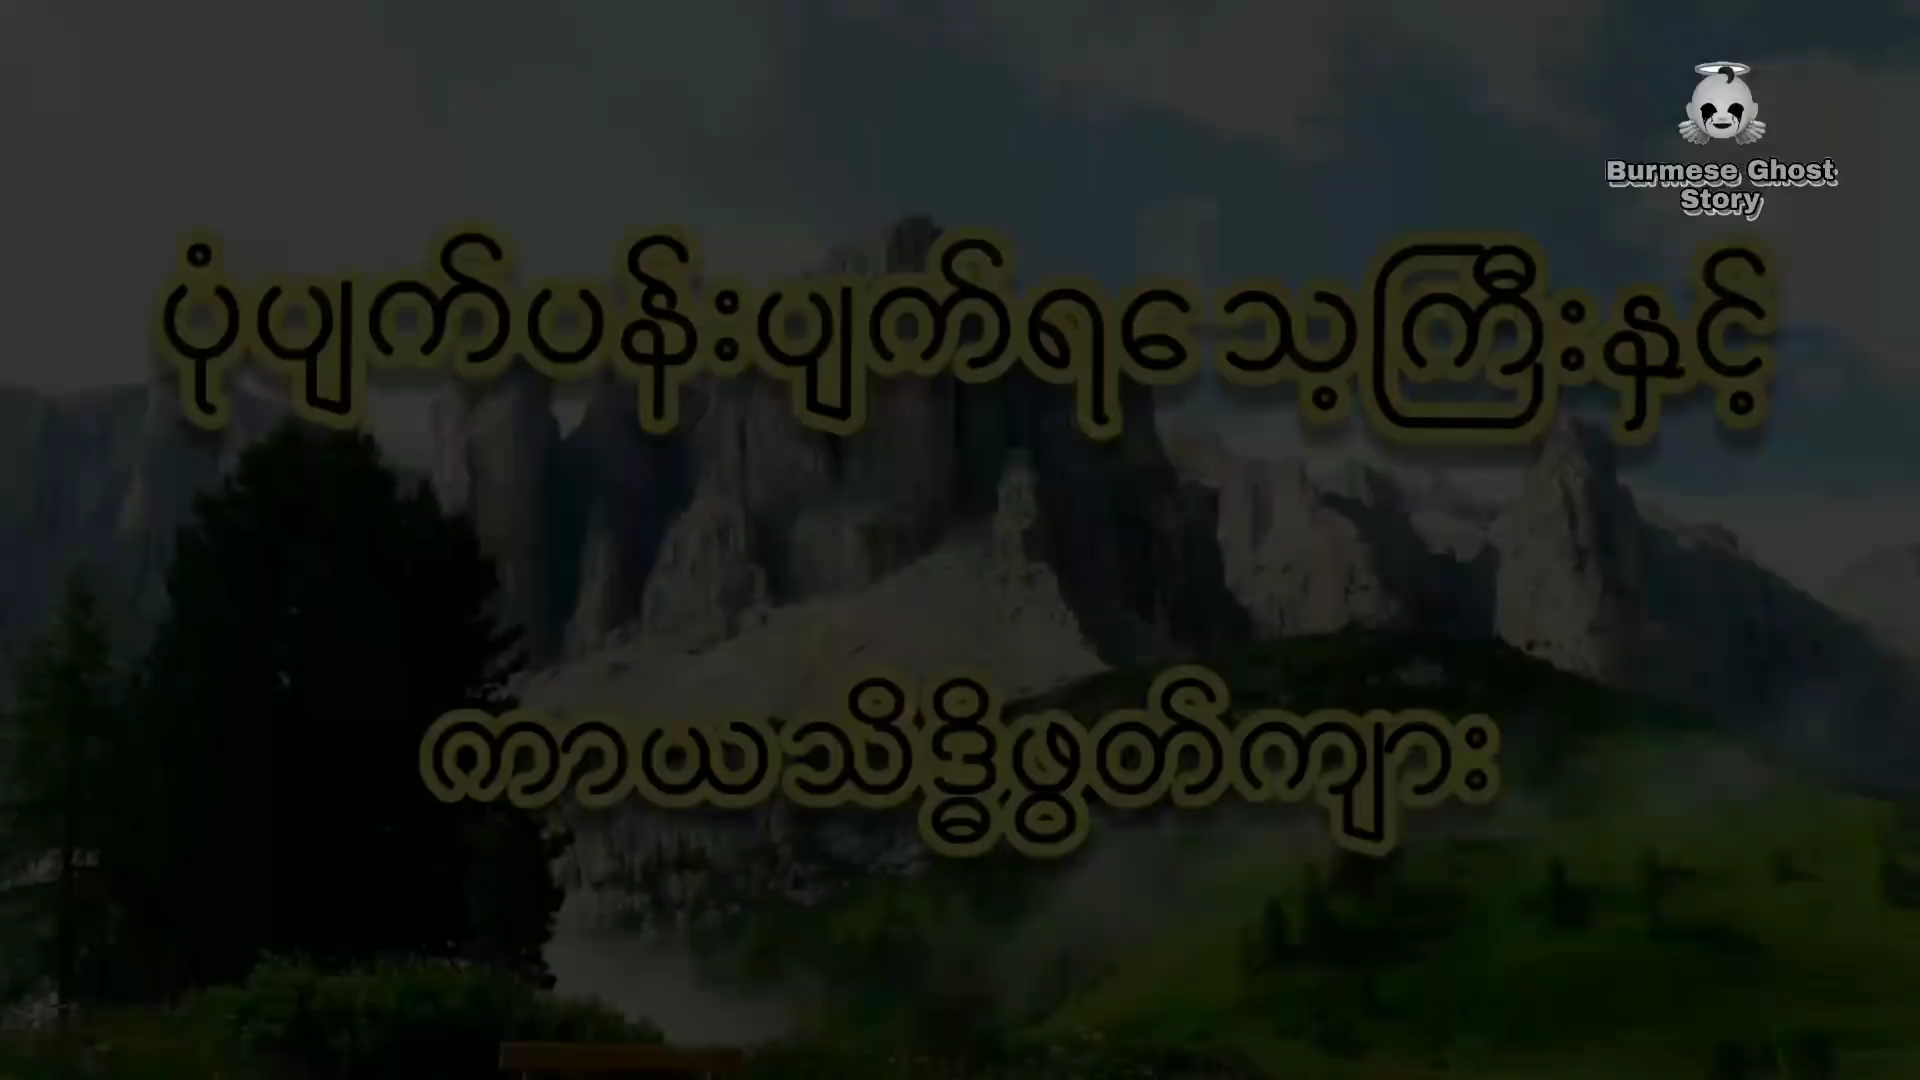 Burmese Ghost
Story
ပုံပျက်ပန်းပျက်ရသေ့ကြီးနှင့်
ကာယသိဒ္ဓိဖွတ်ကျား